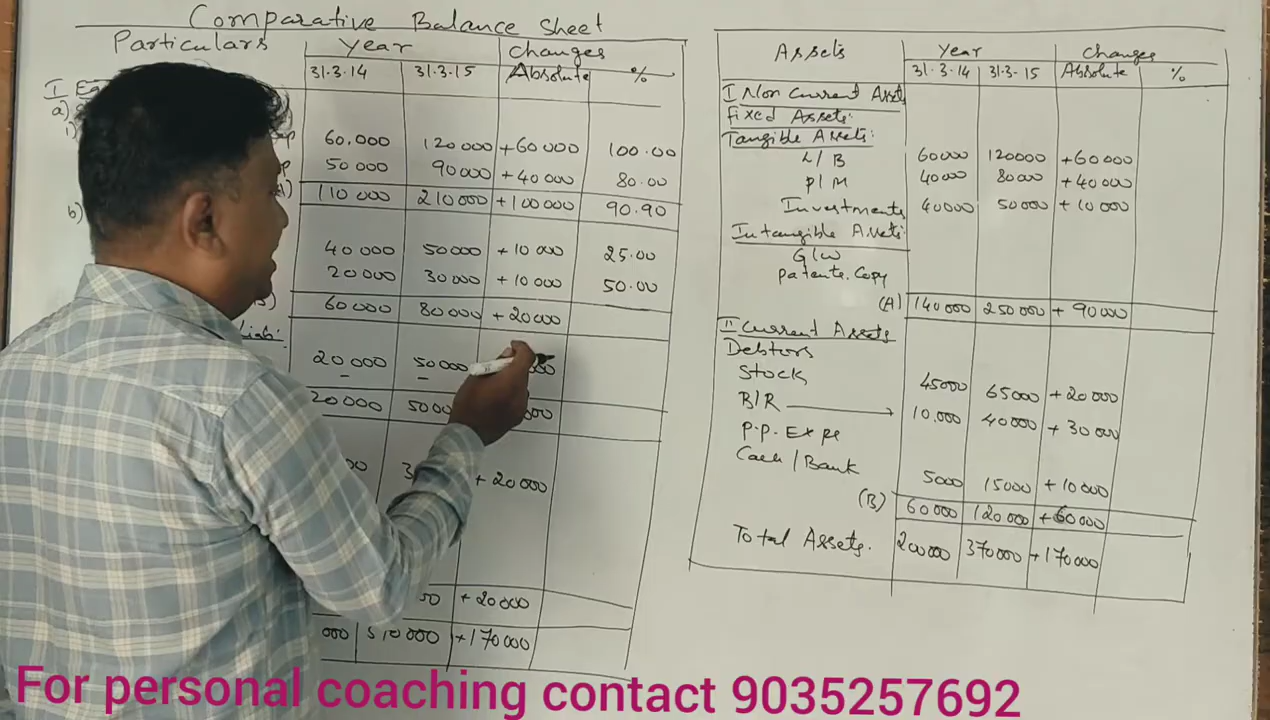 Comparative Balance Sheet
Particulars Year Changes
31.3.14 31.3.15 Absolute %
I
a)
1)
60.000 120000 +60000 100.00
50000 90000 +40000 80.00
110000 210000 +100000 90.90
b)
40000 50000 +10000 25.00
20000 30000 +10000 50.00
60000 80000 +20000
Liab:
20000 50000
20000
+20000
+20000
+170000
Assets Year Changes
31.3.14 31.3.15 Absolute %
I Non Current Assets
Fixed Assets:
Tangible Assets:
L/B 60000 120000 +60000
P/M 40000 80000 +40000
Investments 40000 50000 +10000
Intangible Assets:
G/W
Patents. Copy
(A) 140000 250000 +90000
II Current Assets
Debtors
Stock 45000 65000 +20000
B/R 10.000 40000 +30000
P.P. Exps
Cash/Bank 5000 15000 +10000
(B) 60000 120000 +60000
Total Assets. 200000 370000 +170000
For personal coaching contact 9035257692